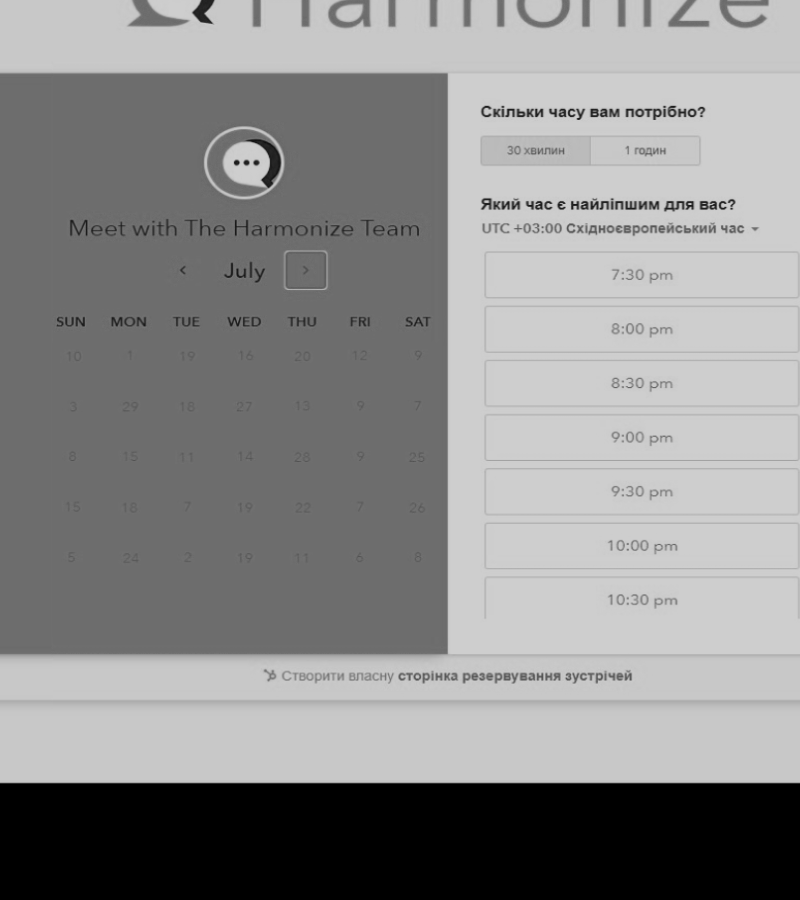 Harmonize
Meet with The Harmonize Team
July
SUN MON TUE WED THU FRI SAT
10 1 19 16 20 12 9
3 29 18 27 13 9 7
8 15 11 14 28 9 25
15 18 7 19 22 7 26
5 24 2 19 11 6 8
Скільки часу вам потрібно?
30 хвилин 1 годин
Який час є найліпшим для вас?
UTC +03:00 Східноєвропейський час
7:30 pm
8:00 pm
8:30 pm
9:00 pm
9:30 pm
10:00 pm
10:30 pm
Створити власну сторінка резервування зустрічей